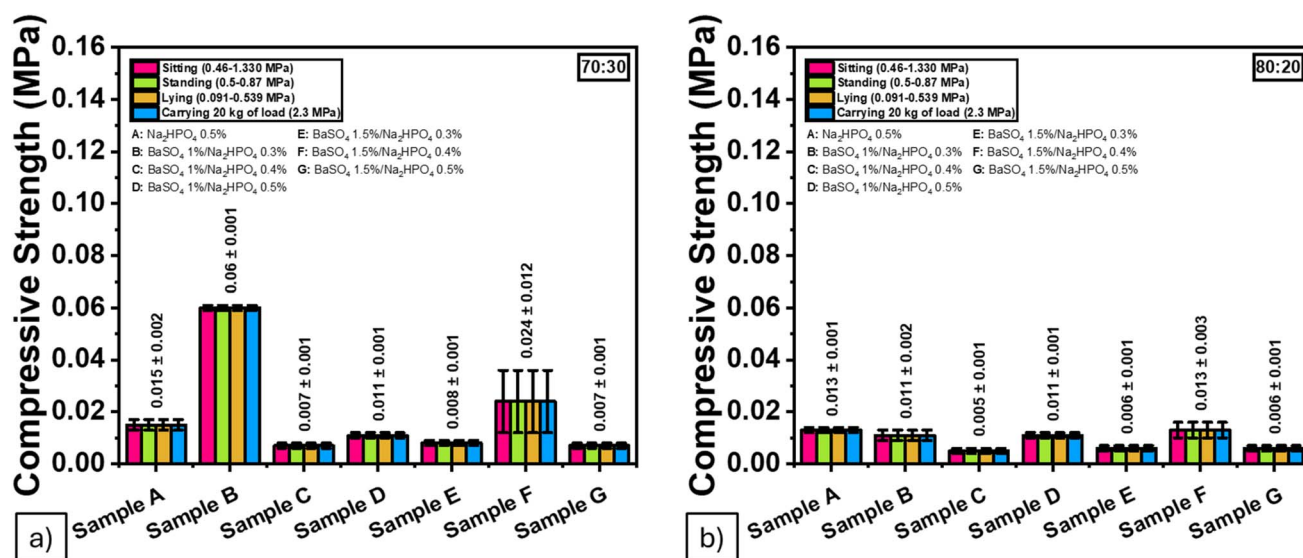 Compressive Strength (MPa)
0.16
0.14
0.12
0.10
0.08
0.06
0.04
0.02
0.00
70:30
Sitting (0.46-1.330 MPa)
Standing (0.5-0.87 MPa)
Lying (0.091-0.539 MPa)
Carrying 20 kg of load (2.3 MPa)
A: Na₂HPO₄ 0.5%
B: BaSO₄ 1%/Na₂HPO₄ 0.3%
C: BaSO₄ 1%/Na₂HPO₄ 0.4%
D: BaSO₄ 1%/Na₂HPO₄ 0.5%
E: BaSO₄ 1.5%/Na₂HPO₄ 0.3%
F: BaSO₄ 1.5%/Na₂HPO₄ 0.4%
G: BaSO₄ 1.5%/Na₂HPO₄ 0.5%
0.015 ± 0.002
0.06 ± 0.001
0.007 ± 0.001
0.011 ± 0.001
0.008 ± 0.001
0.024 ± 0.012
0.007 ± 0.001
Sample A
Sample B
Sample C
Sample D
Sample E
Sample F
Sample G
a)
Compressive Strength (MPa)
0.16
0.14
0.12
0.10
0.08
0.06
0.04
0.02
0.00
80:20
Sitting (0.46-1.330 MPa)
Standing (0.5-0.87 MPa)
Lying (0.091-0.539 MPa)
Carrying 20 kg of load (2.3 MPa)
A: Na₂HPO₄ 0.5%
B: BaSO₄ 1%/Na₂HPO₄ 0.3%
C: BaSO₄ 1%/Na₂HPO₄ 0.4%
D: BaSO₄ 1%/Na₂HPO₄ 0.5%
E: BaSO₄ 1.5%/Na₂HPO₄ 0.3%
F: BaSO₄ 1.5%/Na₂HPO₄ 0.4%
G: BaSO₄ 1.5%/Na₂HPO₄ 0.5%
0.013 ± 0.001
0.011 ± 0.002
0.005 ± 0.001
0.011 ± 0.001
0.006 ± 0.001
0.013 ± 0.003
0.006 ± 0.001
Sample A
Sample B
Sample C
Sample D
Sample E
Sample F
Sample G
b)